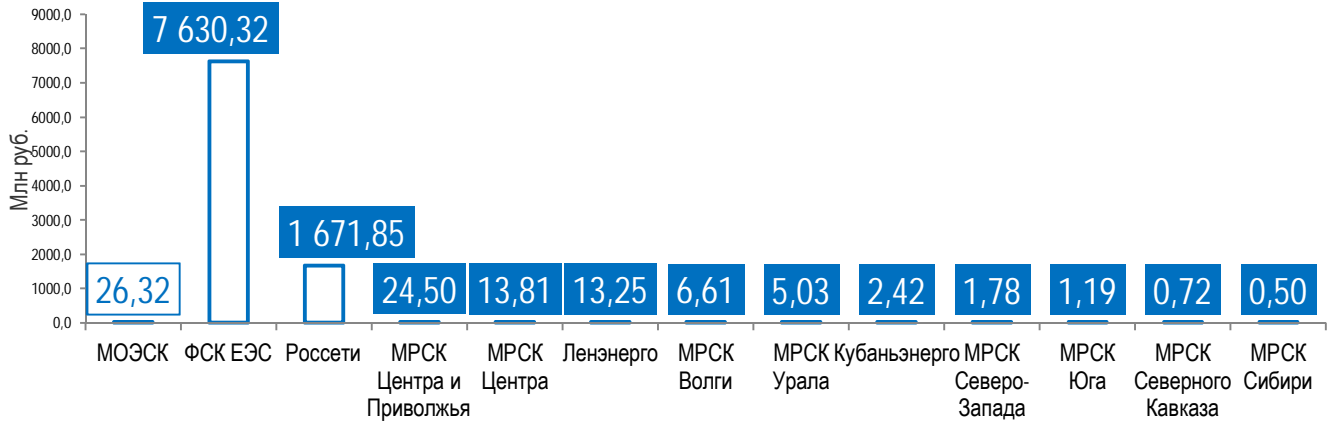 Млн руб.
9000,0
8000,0
7000,0
6000,0
5000,0
4000,0
3000,0
2000,0
1000,0
0,0
26,32
7 630,32
1 671,85
24,50
13,81
13,25
6,61
5,03
2,42
1,78
1,19
0,72
0,50
МОЭСК
ФСК ЕЭС
Россети
МРСК
Центра и
Приволжья
МРСК
Центра
Ленэнерго
МРСК
Волги
МРСК
Урала
Кубаньэнерго
МРСК
Северо-
Запада
МРСК
Юга
МРСК
Северного
Кавказа
МРСК
Сибири